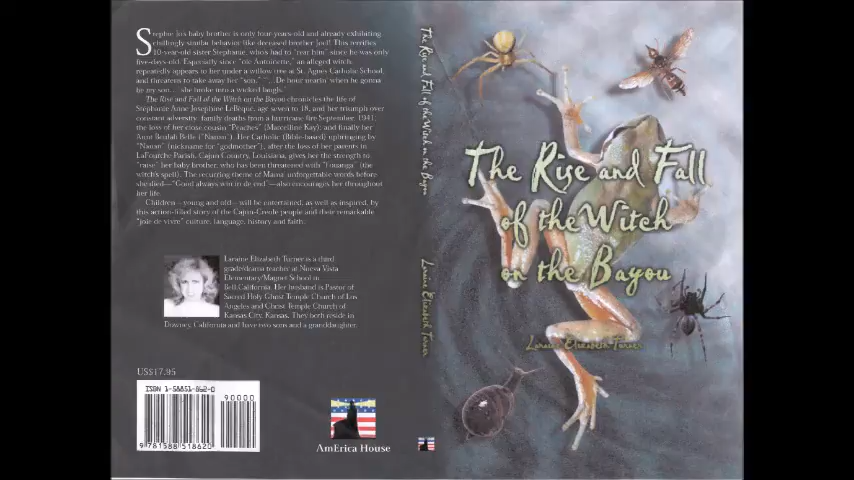 Stephie Jo's baby brother is only four years-old and already exhibiting
chillingly similar behavior like deceased brother Joel! This terrifies
10-year-old sister Stephanie, who's had to "rear him" since he was only
five-days-old. Especially since "ole Antoinette," an alleged witch
repeatedly appears to her under a willow tree at St. Agnes Catholic School,
and threatens to take away her "son."
be my son... she broke into a wicked laugh."
The Rise and Fall of the Witch on the Bayou chronicles the life of
Stephanie Anne Josephine LeBeque, age seven to 18, and her triumph over
constant adversity: family deaths from a hurricane fire September, 1941;
the loss of her close cousin "Peaches" (Marcelline Kay); and finally her
Aunt Beulah Belle ("Nanan"). Her Catholic (Bible-based) upbringing by
"Nanan" (nickname for "godmother"), after the loss of her parents in
LaFourche Parish, Cajun Country, Louisiana, gives her the strength to
"raise" her baby brother, who has been threatened with (the
witch's spell). The recurring theme of Mama's unforgettable words before
she died—"Good always win in de end"—also encourages her throughout
her life.
Children—young and old—will be entertained, as well as inspired, by
this action-filled story of the Cajun-Creole people and their remarkable
"joie de vivre" culture, language, history and faith.
Loraine Elizabeth Turner is a third
grade/drama teacher at Nueva Vista
Elementary/Magnet School in
Bell, California. Her husband is Pastor of
Sacred Holy Ghost Temple Church of Los
Angeles and Christ Temple Church of
Kansas City, Kansas. They both reside in
Downey, California and have two sons and a granddaughter.
US$17.95
ISBN 1-58851-862-0
90000
9 781588 518620
AmErica House
The Rise and Fall of the Witch on the Bayou
Loraine Elizabeth Turner
The Rise and Fall
of the Witch
on the Bayou
Loraine Elizabeth Turner